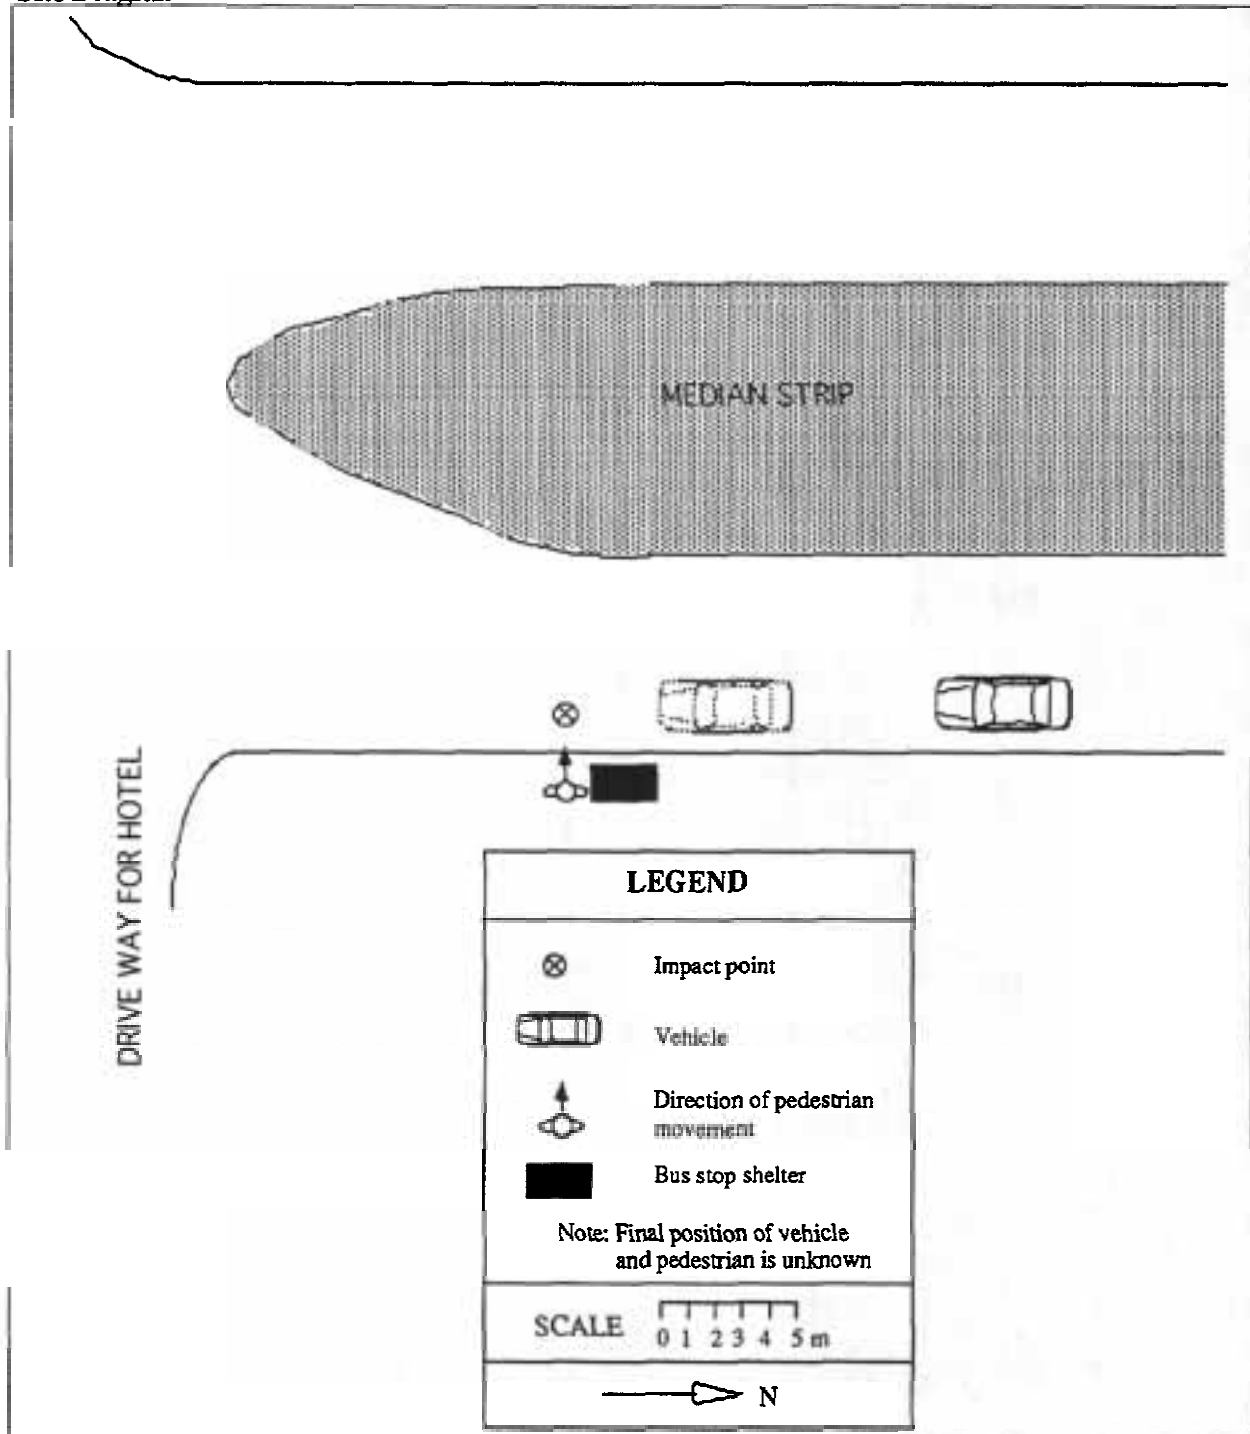 MEDIAN STRIP
DRIVE WAY FOR HOTEL
LEGEND
Impact point
Vehicle
Direction of pedestrian
movement
Bus stop shelter
Note: Final position of vehicle
and pedestrian is unknown
SCALE
0 1 2 3 4 5 m
N